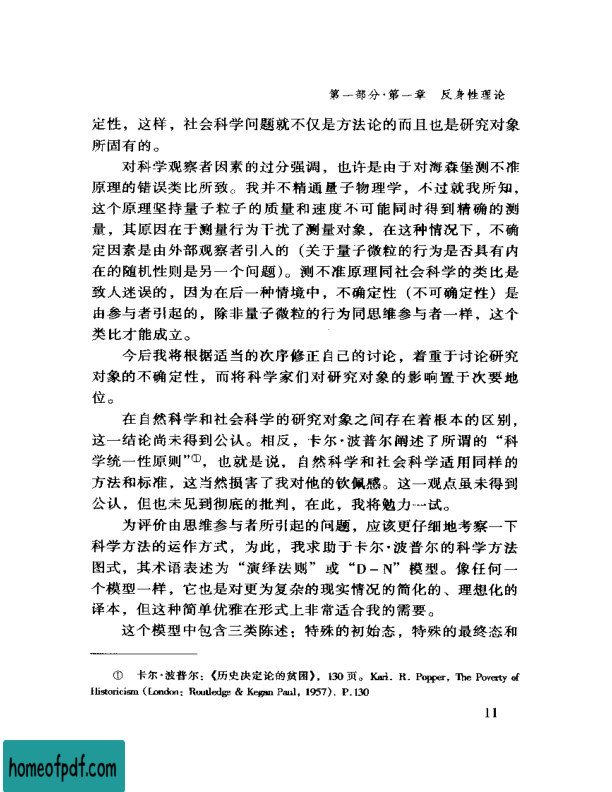 第一部分·第一章 反身性理论
定性，这样，社会科学问题就不仅是方法论的而且也是研究对象
所固有的。
对科学观察者因素的过分强调，也许是由于对海森堡测不准
原理的错误类比所致。我并不精通量子物理学，不过就我所知，
这个原理坚持量子粒子的质量和速度不可能同时得到精确的测
量，其原因在于测量行为干扰了测量对象，在这种情况下，不确
定因素是由外部观察者引入的（关于量子微粒的行为是否具有内
在的随机性则是另一个问题）。测不准原理同社会科学的类比是
致人迷误的，因为在后一种情境中，不确定性（不可确定性）是
由参与者引起的，除非量子微粒的行为同思维参与者一样，这个
类比才能成立。
今后我将根据适当的次序修正自己的讨论，着重于讨论研究
对象的不确定性，而将科学家们对研究对象的影响置于次要地
位。
在自然科学和社会科学的研究对象之间存在着根本的区别，
这一结论尚未得到公认。相反，卡尔·波普尔阐述了所谓的“科
学统一性原则”①，也就是说，自然科学和社会科学适用同样的
方法和标准，这当然损害了我对他的钦佩感。这一观点虽未得到
公认，但也未见到彻底的批判，在此，我将勉力一试。
为评价由思维参与者所引起的问题，应该更仔细地考察一下
科学方法的运作方式，为此，我求助于卡尔·波普尔的科学方法
图式，其术语表述为“演绎法则”或“D－N”模型。像任何一
个模型一样，它也是对更为复杂的现实情况的简化的、理想化的
译本，但这种简单优雅在形式上非常适合我的需要。
这个模型中包含三类陈述：特殊的初始态，特殊的最终态和
① 卡尔·波普尔：《历史决定论的贫困》，130 页。Karl. R. Popper, The Poverty of
Historicism (London: Routledge & Kegan Paul, 1957). P.130
11
homeofpdf.com